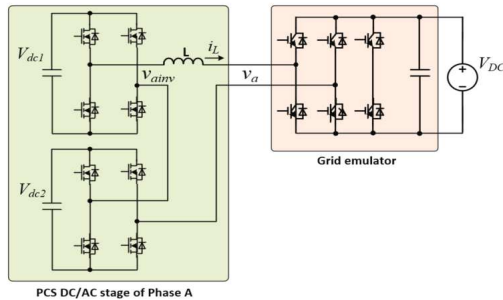 V_dc1
L
i_L
v_ainv
v_a
V_DC
Grid emulator
V_dc2
PCS DC/AC stage of Phase A